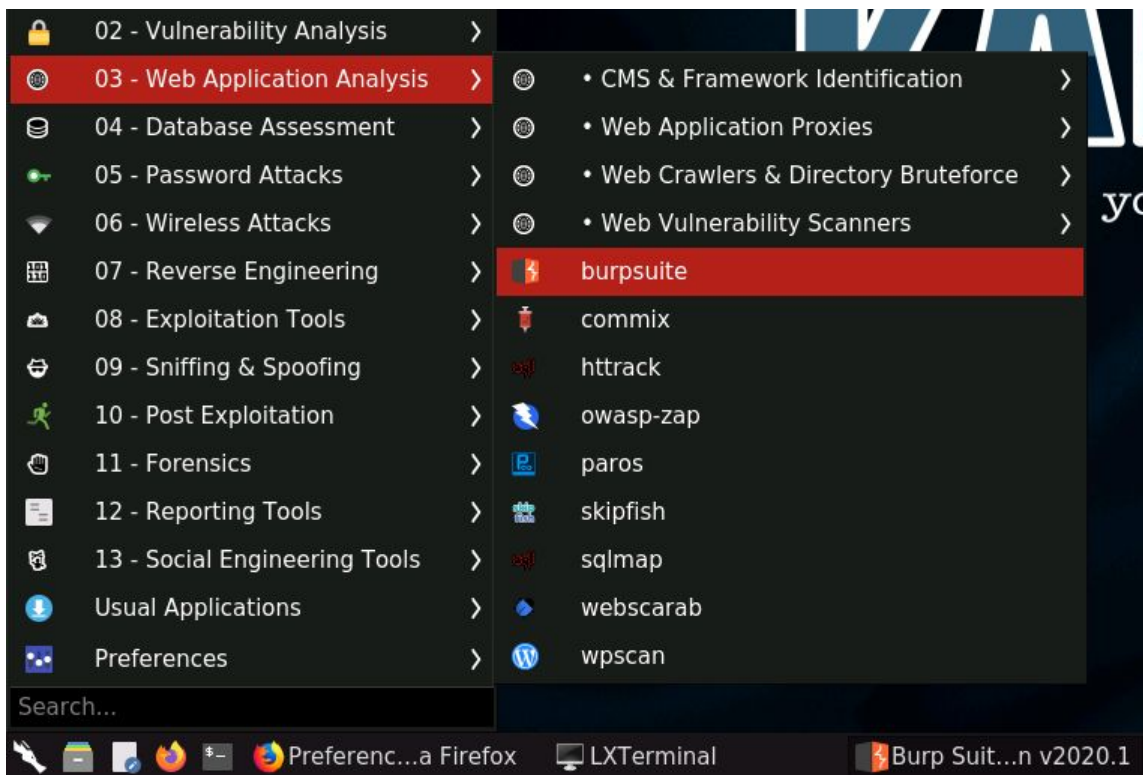 02 - Vulnerability Analysis
03 - Web Application Analysis
04 - Database Assessment
05 - Password Attacks
06 - Wireless Attacks
07 - Reverse Engineering
08 - Exploitation Tools
09 - Sniffing & Spoofing
10 - Post Exploitation
11 - Forensics
12 - Reporting Tools
13 - Social Engineering Tools
Usual Applications
Preferences
Search...
• CMS & Framework Identification
• Web Application Proxies
• Web Crawlers & Directory Bruteforce
• Web Vulnerability Scanners
burpsuite
commix
httrack
owasp-zap
paros
skipfish
sqlmap
webscarab
wpscan
yo
Preferenc...a Firefox
LXTerminal
Burp Suit...n v2020.1